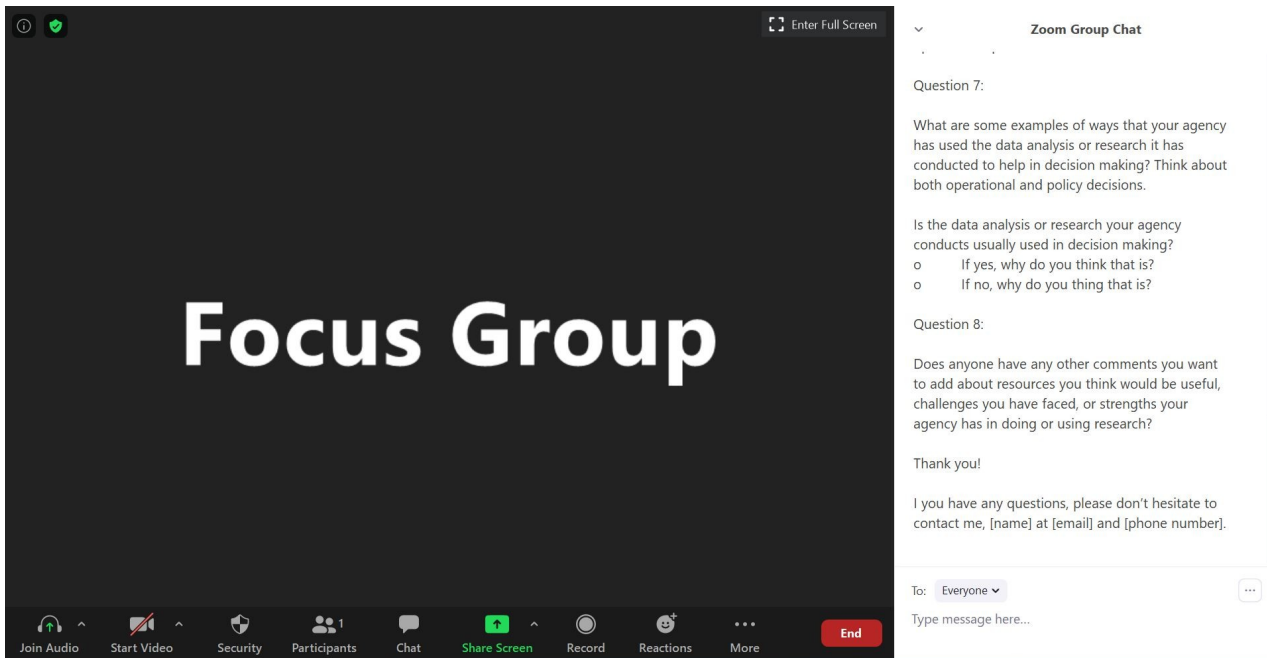 Enter Full Screen
Focus Group
Join Audio
Start Video
Security
1
Participants
Chat
Share Screen
Record
Reactions
More
End
Zoom Group Chat
Question 7:
What are some examples of ways that your agency
has used the data analysis or research it has
conducted to help in decision making? Think about
both operational and policy decisions.
Is the data analysis or research your agency
conducts usually used in decision making?
o If yes, why do you think that is?
o If no, why do you thing that is?
Question 8:
Does anyone have any other comments you want
to add about resources you think would be useful,
challenges you have faced, or strengths your
agency has in doing or using research?
Thank you!
I you have any questions, please don’t hesitate to
contact me, [name] at [email] and [phone number].
To: Everyone
Type message here...